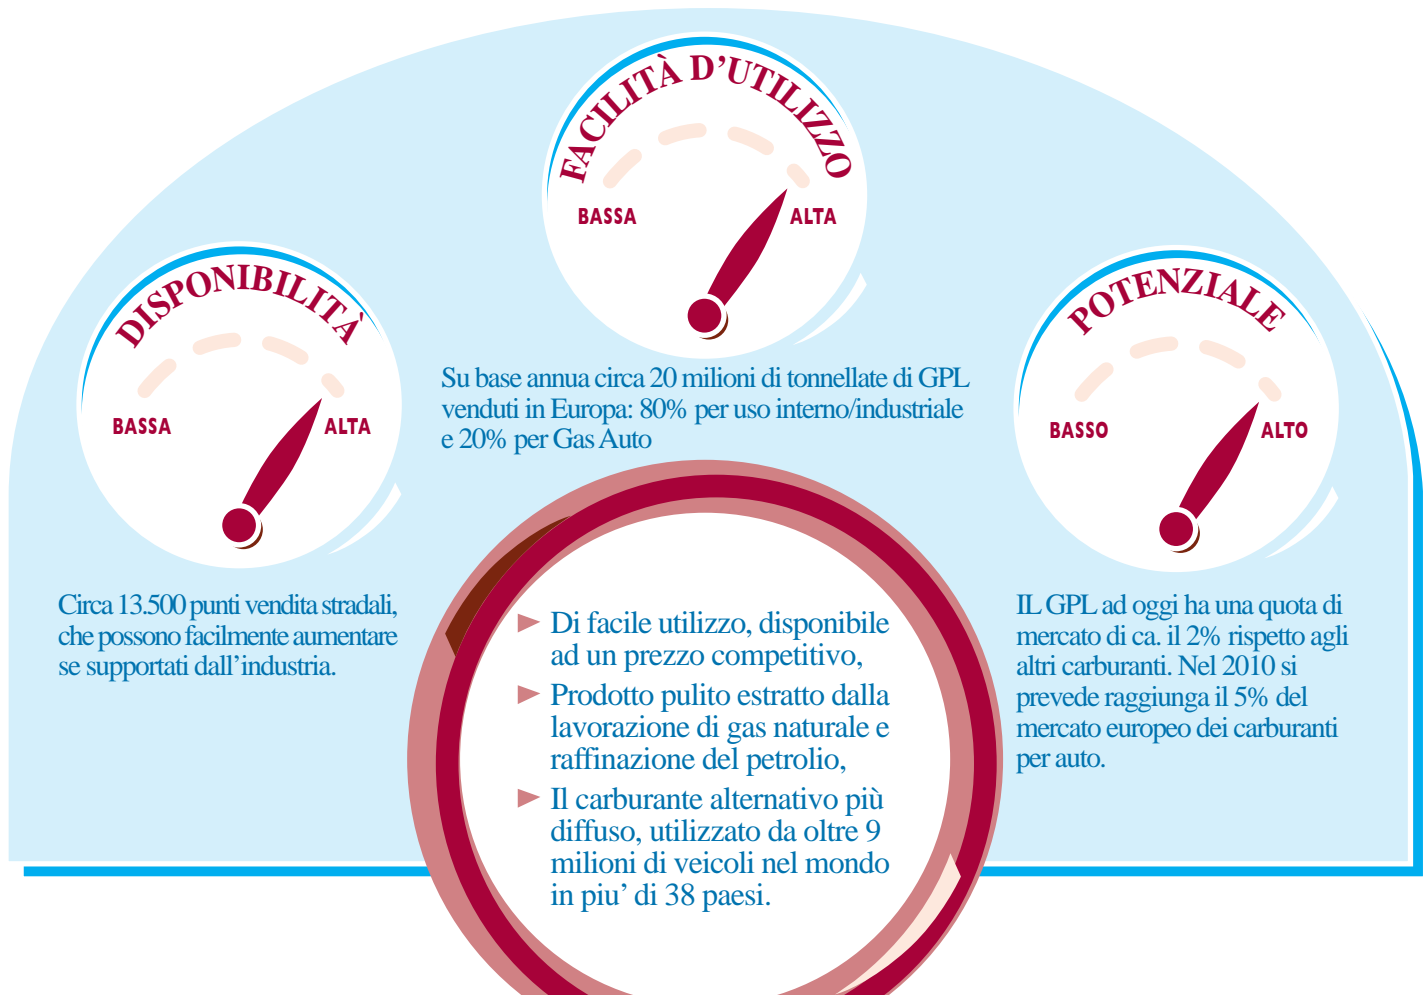 FACILITÀ D’UTILIZZO
BASSA
ALTA
Su base annua circa 20 milioni di tonnellate di GPL
venduti in Europa: 80% per uso interno/industriale
e 20% per Gas Auto
DISPONIBILITÀ
BASSA
ALTA
Circa 13.500 punti vendita stradali,
che possono facilmente aumentare
se supportati dall’industria.
POTENZIALE
BASSO
ALTO
IL GPL ad oggi ha una quota di
mercato di ca. il 2% rispetto agli
altri carburanti. Nel 2010 si
prevede raggiunga il 5% del
mercato europeo dei carburanti
per auto.
Di facile utilizzo, disponibile
ad un prezzo competitivo,
Prodotto pulito estratto dalla
lavorazione di gas naturale e
raffinazione del petrolio,
Il carburante alternativo più
diffuso, utilizzato da oltre 9
milioni di veicoli nel mondo
in piu’ di 38 paesi.